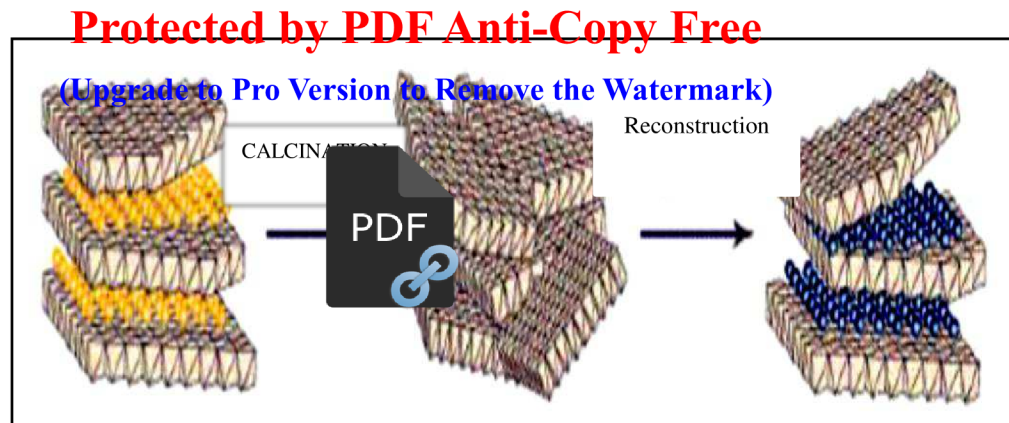 Protected by PDF Anti-Copy Free
(Upgrade to Pro Version to Remove the Watermark)
Reconstruction
CALCINATION
PDF